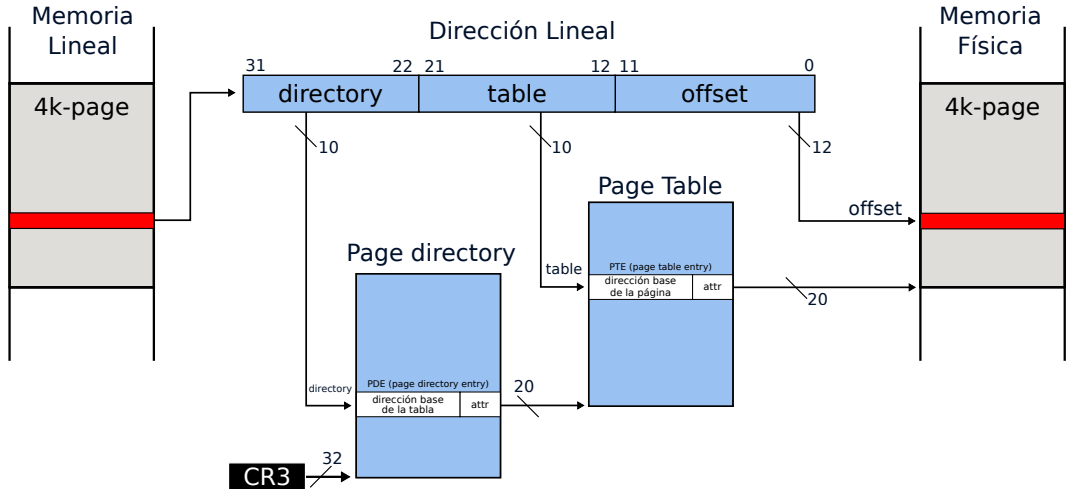 Memoria
Lineal
4k-page
Dirección Lineal
31
22
21
12
11
0
directory
table
offset
10
10
12
Memoria
Física
4k-page
offset
Page Table
table
PTE (page table entry)
dirección base
de la página
attr
20
Page directory
directory
PDE (page directory entry)
dirección base
de la tabla
attr
20
CR3
32